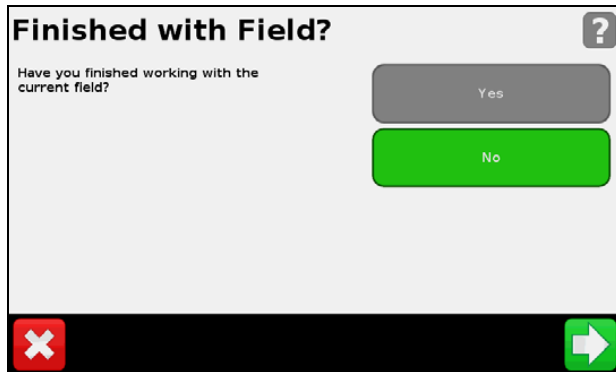 Finished with Field?
?
Have you finished working with the
current field?
Yes
No